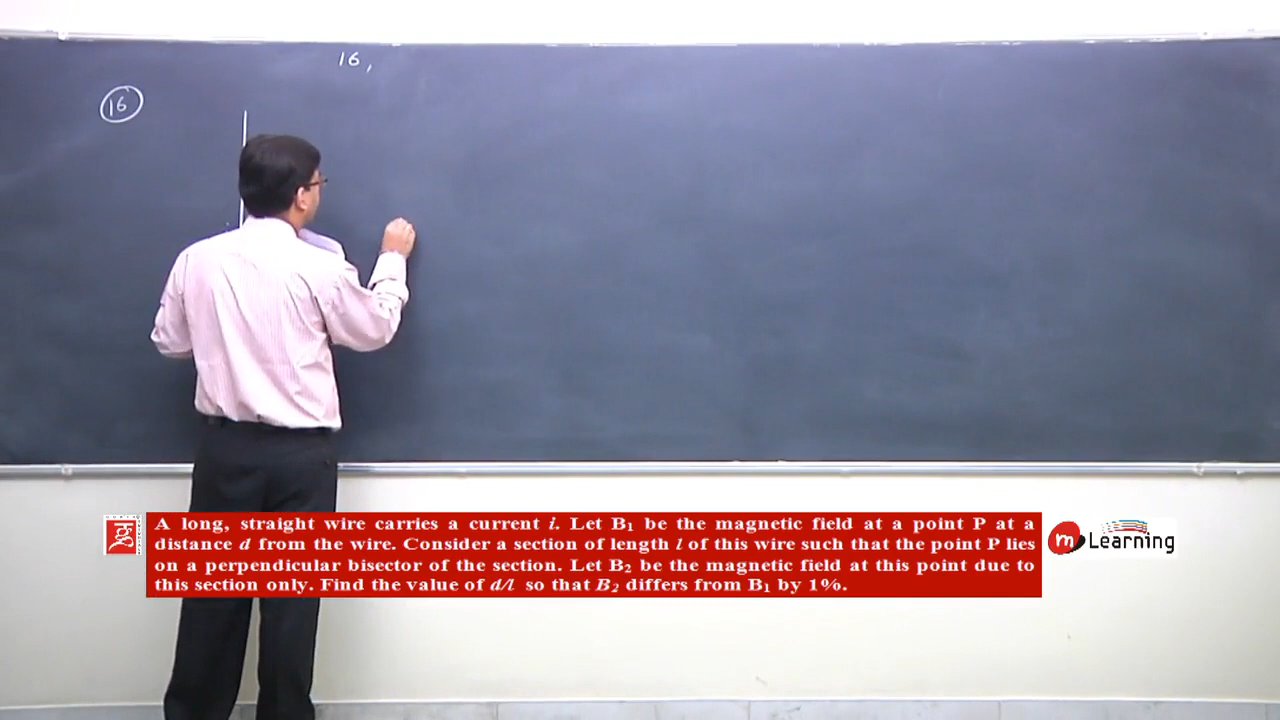 16,
16
A long, straight wire carries a current i. Let B₁ be the magnetic field at a point P at a
distance d from the wire. Consider a section of length l of this wire such that the point P lies
on a perpendicular bisector of the section. Let B₂ be the magnetic field at this point due to
this section only. Find the value of d/l so that B₂ differs from B₁ by 1%.
m Learning